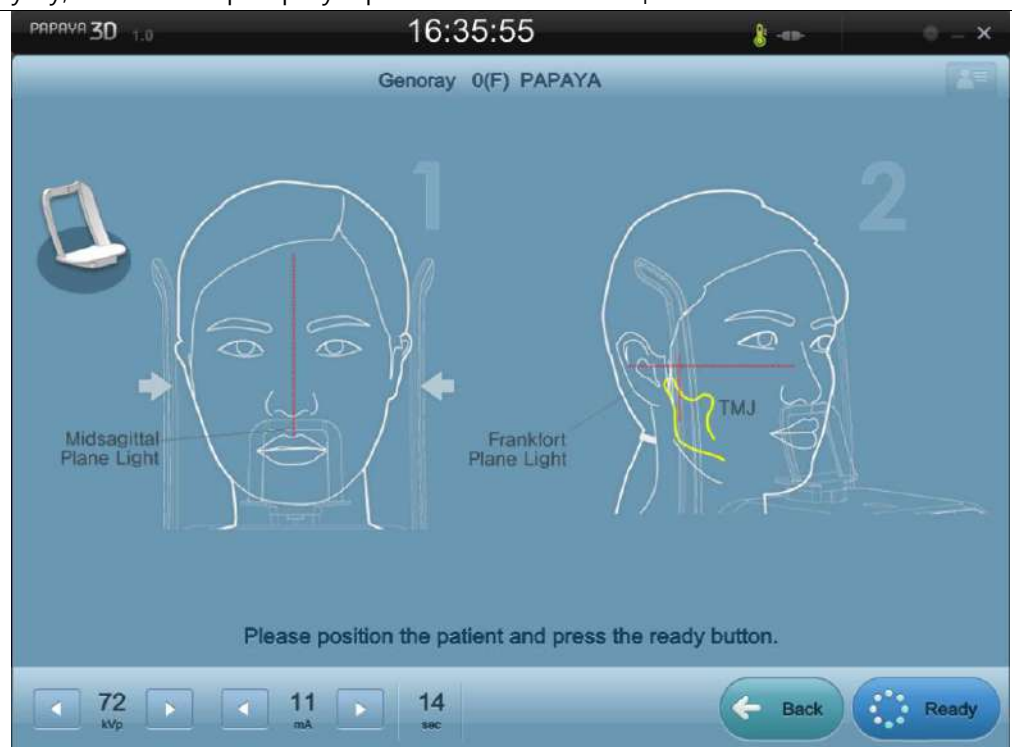 PAPAYA 3D 1.0
16:35:55
Genoray 0(F) PAPAYA
1
2
Midsagittal
Plane Light
Frankfort
Plane Light
TMJ
Please position the patient and press the ready button.
72
kVp
11
mA
14
sec
Back
Ready